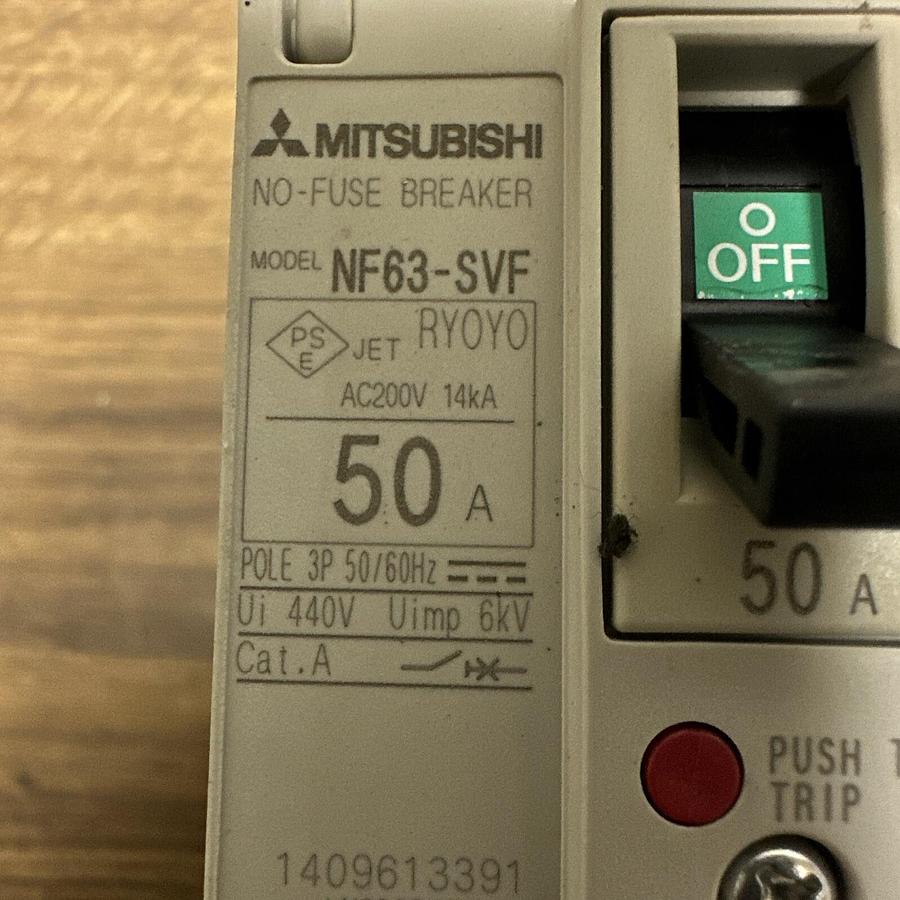 MITSUBISHI
NO-FUSE BREAKER
MODEL NF63-SVF
PS
E
JET RYOYO
AC200V 14kA
50 A
POLE 3P 50/60Hz
Ui 440V Uimp 6kV
Cat.A
1409613391
O
OFF
50 A
PUSH
TRIP